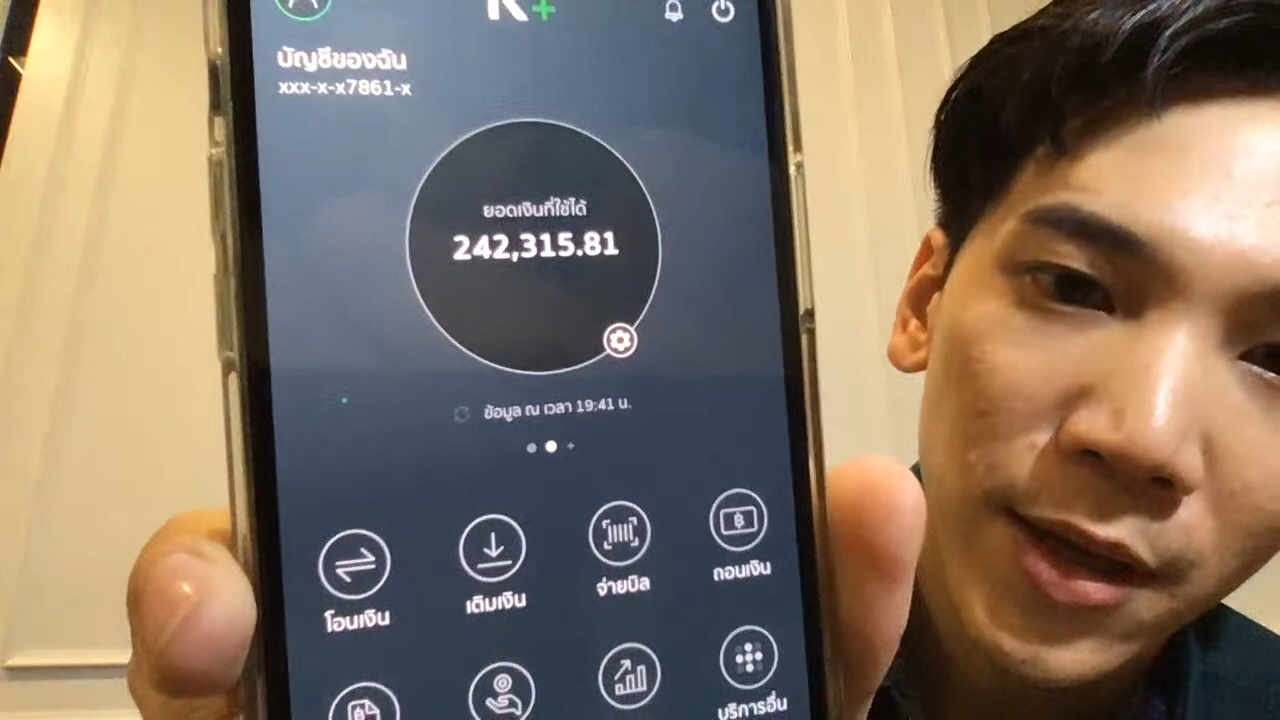 K+
บัญชีของฉัน
xxx-x-x7861-x
ยอดเงินที่ใช้ได้
242,315.81
ข้อมูล ณ เวลา 19:41 น.
โอนเงิน
เติมเงิน
จ่ายบิล
ถอนเงิน
บริการอื่น